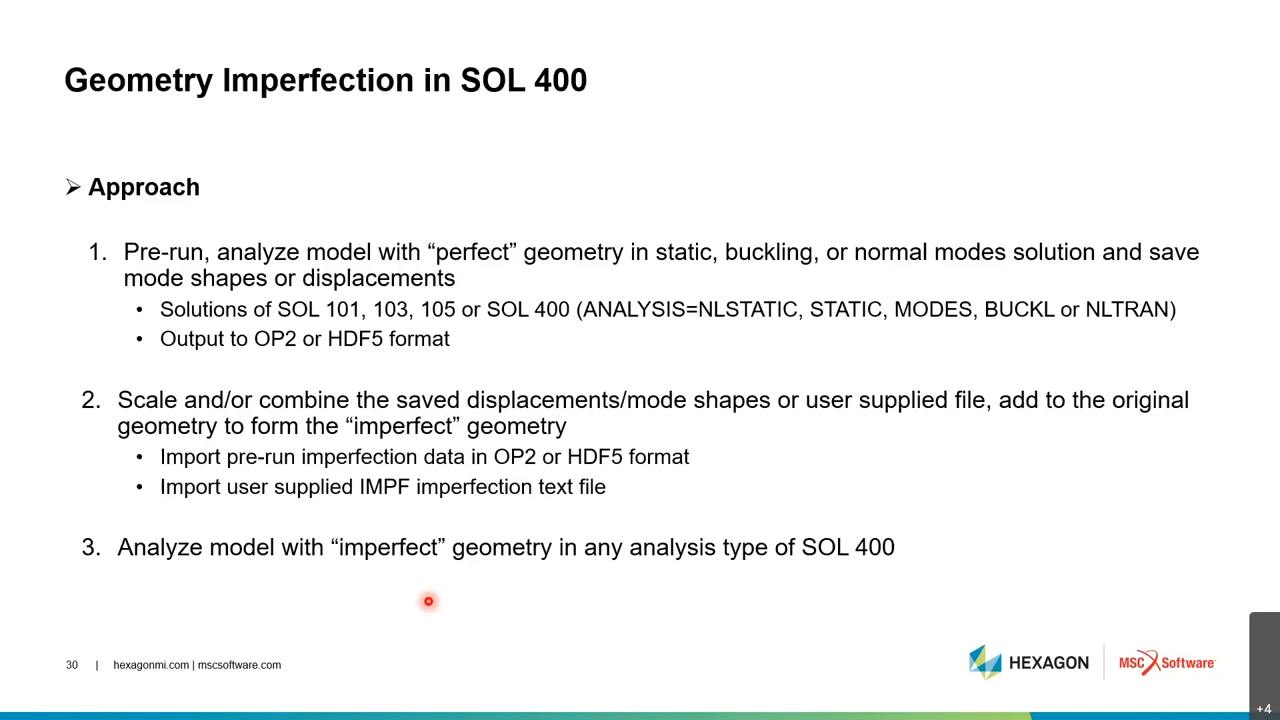 Geometry Imperfection in SOL 400
➢ Approach
1. Pre-run, analyze model with “perfect” geometry in static, buckling, or normal modes solution and save
mode shapes or displacements
• Solutions of SOL 101, 103, 105 or SOL 400 (ANALYSIS=NLSTATIC, STATIC, MODES, BUCKL or NLTRAN)
• Output to OP2 or HDF5 format
2. Scale and/or combine the saved displacements/mode shapes or user supplied file, add to the original
geometry to form the “imperfect” geometry
• Import pre-run imperfection data in OP2 or HDF5 format
• Import user supplied IMPF imperfection text file
3. Analyze model with “imperfect” geometry in any analysis type of SOL 400
30 | hexagonmi.com | mscsoftware.com
HEXAGON
MSC Software
+4